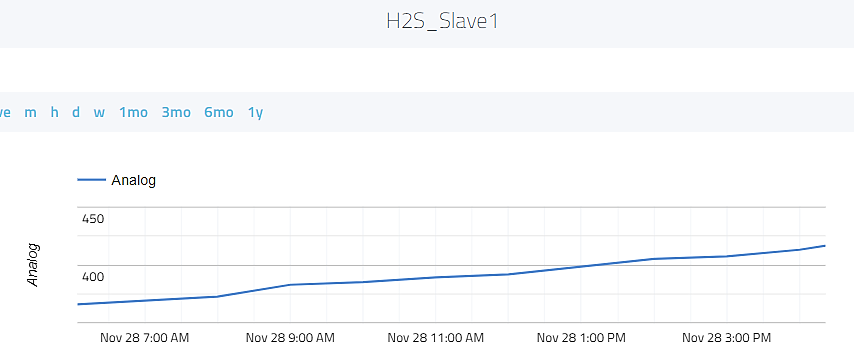 H2S_Slave1
m h d w 1mo 3mo 6mo 1y
Analog
450
Analog
400
Nov 28 7:00 AM Nov 28 9:00 AM Nov 28 11:00 AM Nov 28 1:00 PM Nov 28 3:00 PM